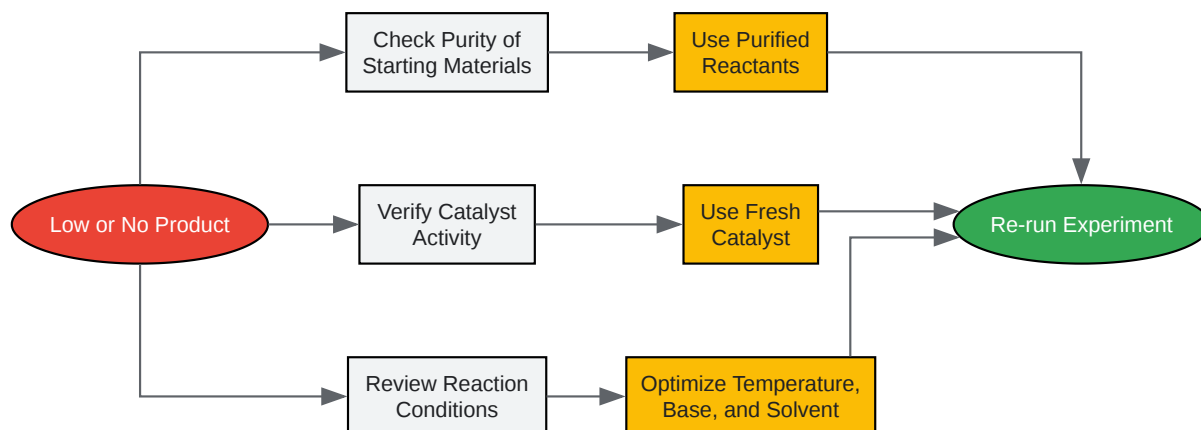 Check Purity of
Starting Materials
Use Purified
Reactants
Low or No Product
Verify Catalyst
Activity
Use Fresh
Catalyst
Re-run Experiment
Review Reaction
Conditions
Optimize Temperature,
Base, and Solvent